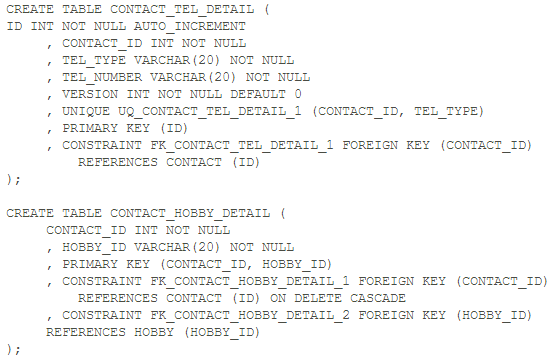 CREATE TABLE CONTACT_TEL_DETAIL (
ID INT NOT NULL AUTO_INCREMENT
, CONTACT_ID INT NOT NULL
, TEL_TYPE VARCHAR(20) NOT NULL
, TEL_NUMBER VARCHAR(20) NOT NULL
, VERSION INT NOT NULL DEFAULT 0
, UNIQUE UQ_CONTACT_TEL_DETAIL_1 (CONTACT_ID, TEL_TYPE)
, PRIMARY KEY (ID)
, CONSTRAINT FK_CONTACT_TEL_DETAIL_1 FOREIGN KEY (CONTACT_ID)
REFERENCES CONTACT (ID)
);
CREATE TABLE CONTACT_HOBBY_DETAIL (
CONTACT_ID INT NOT NULL
, HOBBY_ID VARCHAR(20) NOT NULL
, PRIMARY KEY (CONTACT_ID, HOBBY_ID)
, CONSTRAINT FK_CONTACT_HOBBY_DETAIL_1 FOREIGN KEY (CONTACT_ID)
REFERENCES CONTACT (ID) ON DELETE CASCADE
, CONSTRAINT FK_CONTACT_HOBBY_DETAIL_2 FOREIGN KEY (HOBBY_ID)
REFERENCES HOBBY (HOBBY_ID)
);